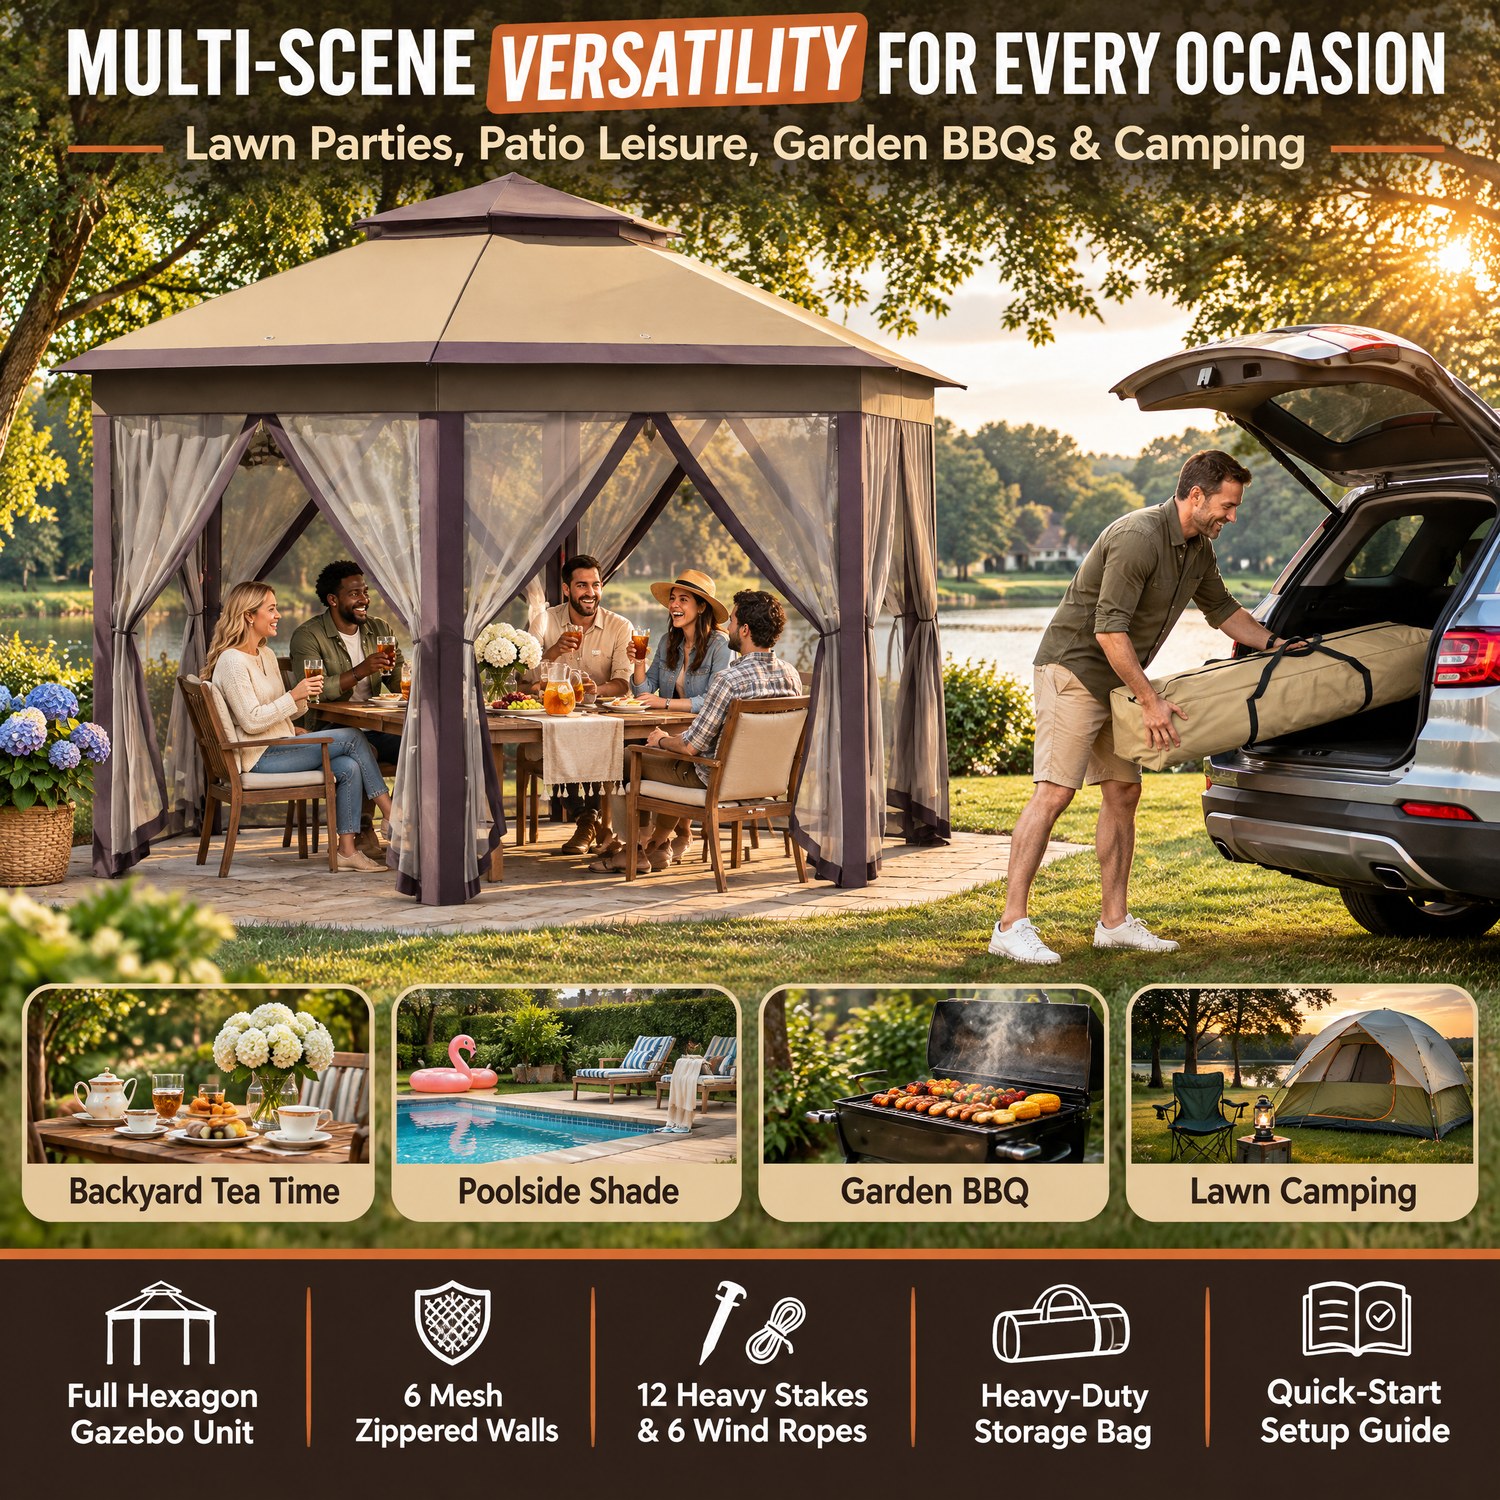 MULTI-SCENE VERSATILITY FOR EVERY OCCASION
Lawn Parties, Patio Leisure, Garden BBQs & Camping
Backyard Tea Time
Poolside Shade
Garden BBQ
Lawn Camping
Full Hexagon
Gazebo Unit
6 Mesh
Zippered Walls
12 Heavy Stakes
& 6 Wind Ropes
Heavy-Duty
Storage Bag
Quick-Start
Setup Guide